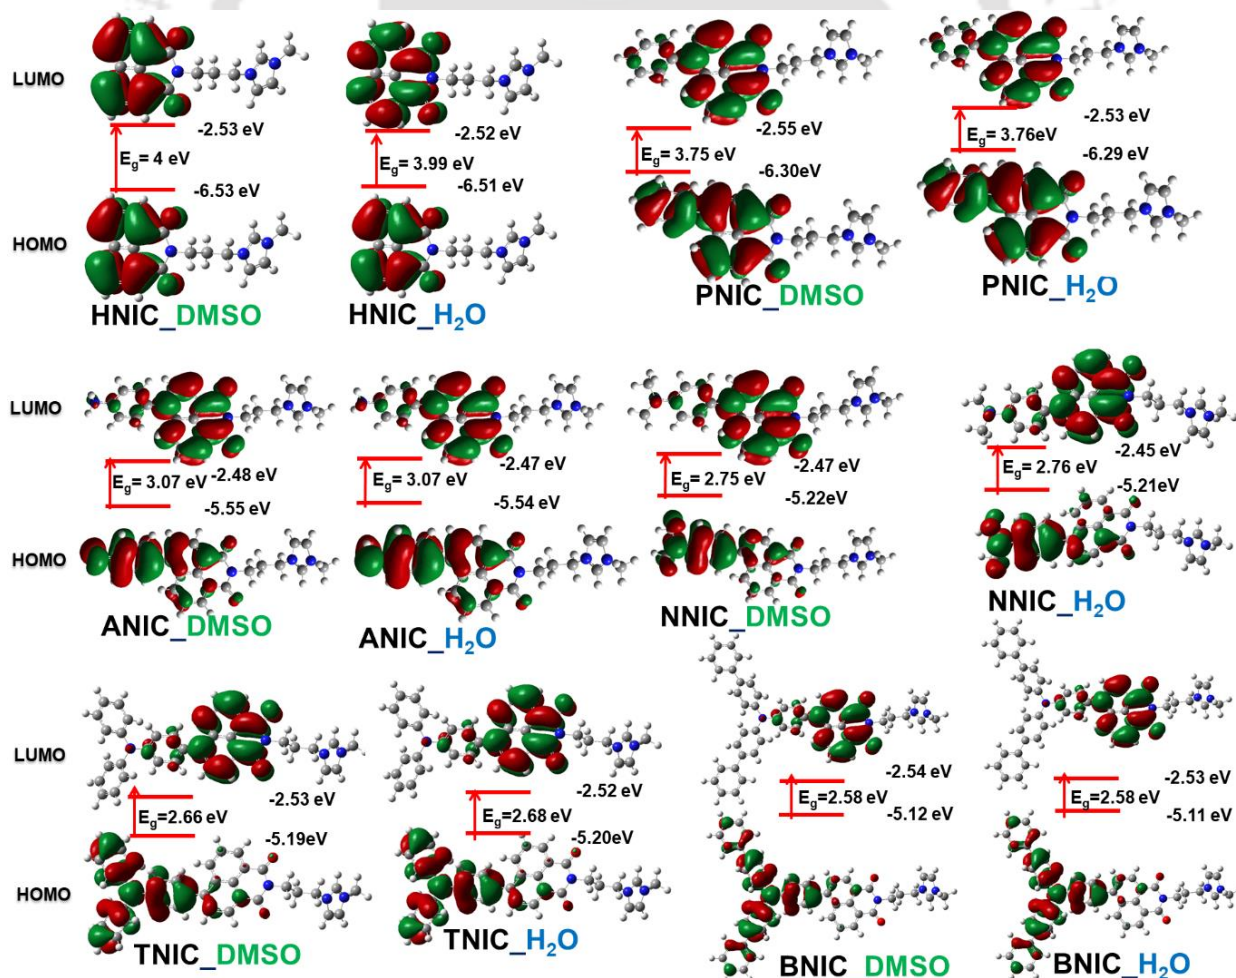 LUMO
-2.53 eV
E_g= 4 eV
-6.53 eV
HOMO
HNIC_DMSO
-2.52 eV
E_g= 3.99 eV
-6.51 eV
HNIC_H₂O
-2.55 eV
E_g= 3.75 eV
-6.30eV
PNIC_DMSO
-2.53 eV
E_g= 3.76eV
-6.29 eV
PNIC_H₂O
LUMO
-2.48 eV
E_g= 3.07 eV
-5.55 eV
HOMO
ANIC_DMSO
-2.47 eV
E_g= 3.07 eV
-5.54 eV
ANIC_H₂O
-2.47 eV
E_g= 2.75 eV
-5.22eV
NNIC_DMSO
-2.45 eV
E_g= 2.76 eV
-5.21eV
NNIC_H₂O
LUMO
-2.53 eV
E_g=2.66 eV
-5.19eV
HOMO
TNIC_DMSO
-2.52 eV
E_g=2.68 eV
-5.20eV
TNIC_H₂O
-2.54 eV
E_g=2.58 eV
-5.12 eV
BNIC_DMSO
-2.53 eV
E_g=2.58 eV
-5.11 eV
BNIC_H₂O